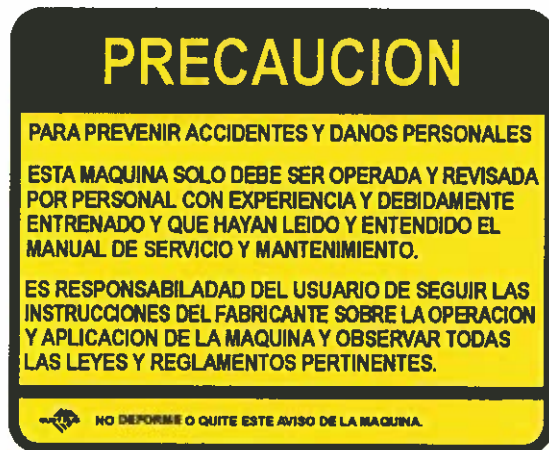 PRECAUCION
PARA PREVENIR ACCIDENTES Y DANOS PERSONALES
ESTA MAQUINA SOLO DEBE SER OPERADA Y REVISADA
POR PERSONAL CON EXPERIENCIA Y DEBIDAMENTE
ENTRENADO Y QUE HAYAN LEIDO Y ENTENDIDO EL
MANUAL DE SERVICIO Y MANTENIMIENTO.
ES RESPONSABILADAD DEL USUARIO DE SEGUIR LAS
INSTRUCCIONES DEL FABRICANTE SOBRE LA OPERACION
Y APLICACION DE LA MAQUINA Y OBSERVAR TODAS
LAS LEYES Y REGLAMENTOS PERTINENTES.
NO DEFORME O QUITE ESTE AVISO DE LA MAQUINA.